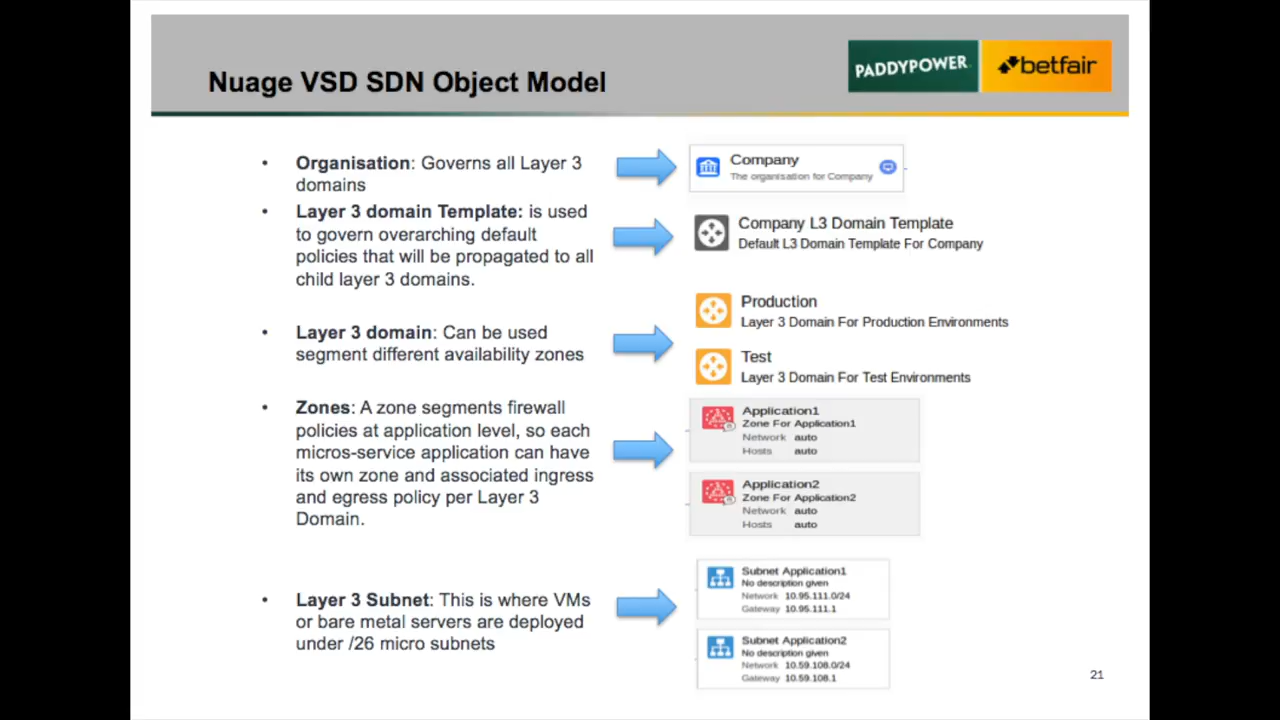 Nuage VSD SDN Object Model
PADDYPOWER.
betfair
• Organisation: Governs all Layer 3
domains
• Layer 3 domain Template: is used
to govern overarching default
policies that will be propagated to all
child layer 3 domains.
• Layer 3 domain: Can be used
segment different availability zones
• Zones: A zone segments firewall
policies at application level, so each
micros-service application can have
its own zone and associated ingress
and egress policy per Layer 3
Domain.
• Layer 3 Subnet: This is where VMs
or bare metal servers are deployed
under /26 micro subnets
Company
The organisation for Company
Company L3 Domain Template
Default L3 Domain Template For Company
Production
Layer 3 Domain For Production Environments
Test
Layer 3 Domain For Test Environments
Application1
Zone For Application1
Network auto
Hosts auto
Application2
Zone For Application2
Network auto
Hosts auto
Subnet Application1
No description given
Network 10.95.111.0/24
Gateway 10.95.111.1
Subnet Application2
No description given
Network 10.59.108.0/24
Gateway 10.59.108.1
21